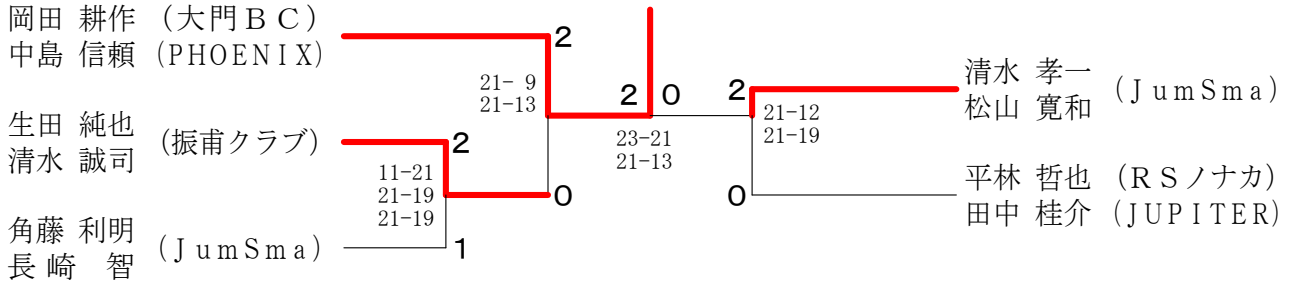 岡田 耕作 (大門ＢＣ)
中島 信頼 (PHOENIX)
2
21- 9
21-13
生田 純也
清水 誠司
(振甫クラブ)
2
11-21
21-19
21-19
0
角藤 利明
長崎 智
(JumSma)
1
2 0
23-21
21-13
2
21-12
21-19
清水 孝一
松山 寛和
(JumSma)
0
平林 哲也 (ＲＳノナカ)
田中 桂介 (JUPITER)